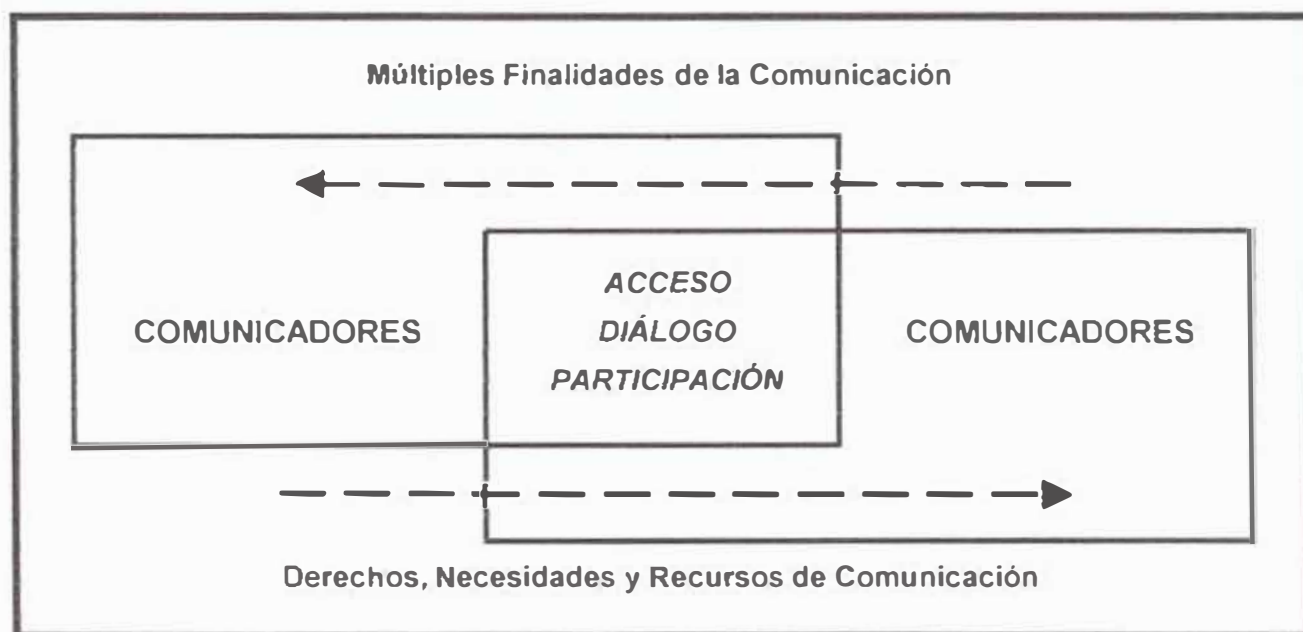 Múltiples Finalidades de la Comunicación
COMUNICADORES
ACCESO
DIÁLOGO
PARTICIPACIÓN
COMUNICADORES
Derechos, Necesidades y Recursos de Comunicación